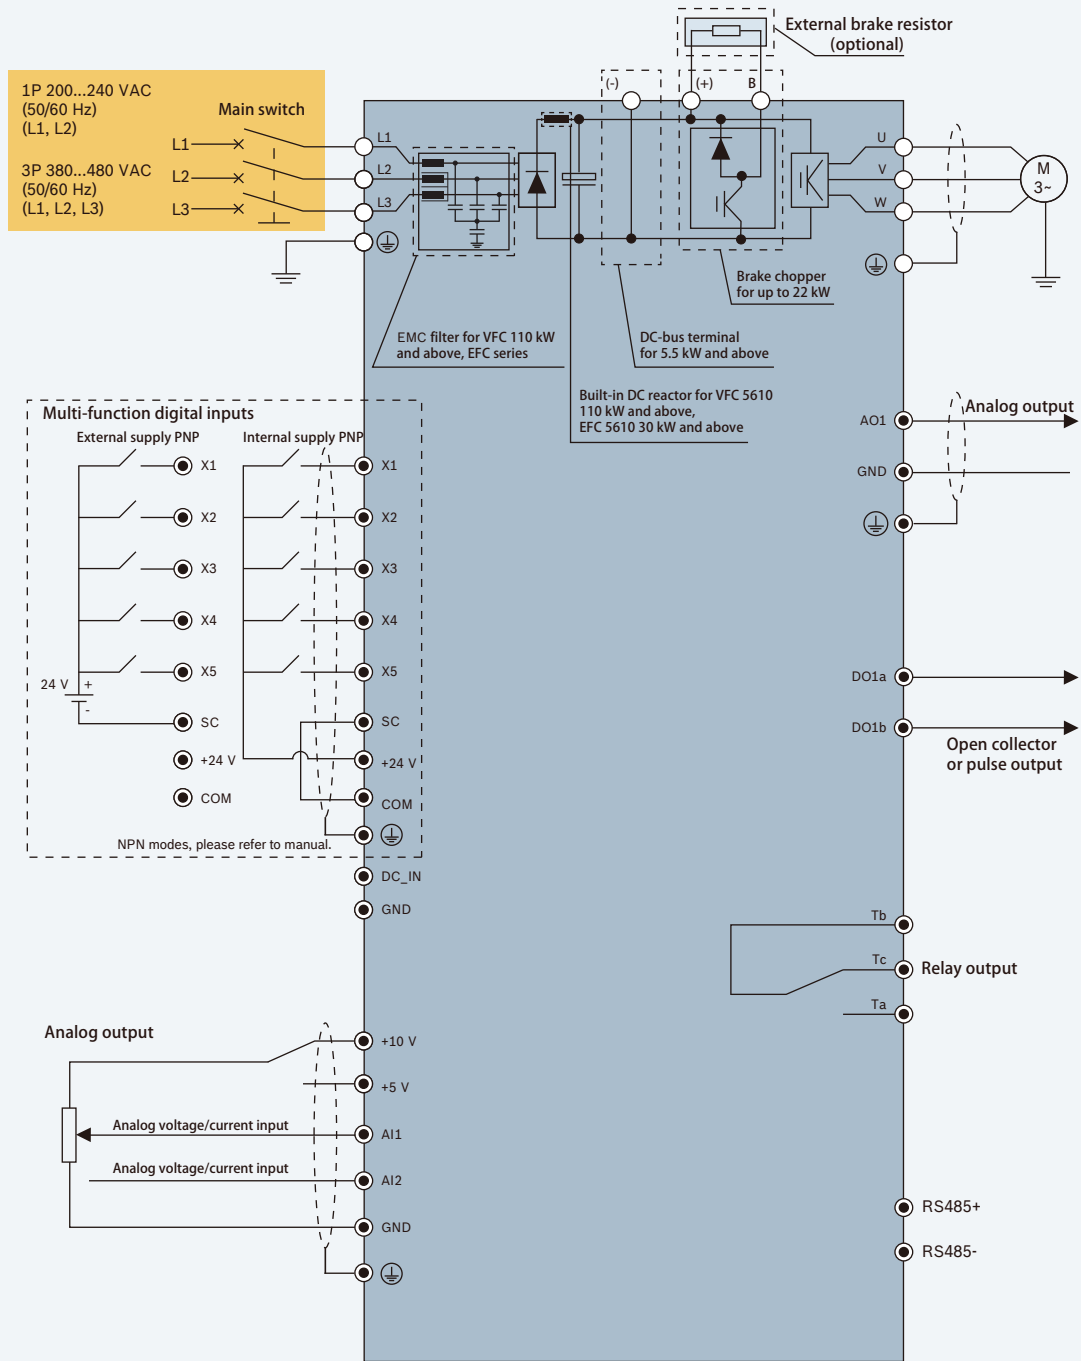 External brake resistor
(optional)
(-)
(+)
B
1P 200...240 VAC
(50/60 Hz)
(L1, L2)
Main switch
L1
3P 380...480 VAC
(50/60 Hz)
(L1, L2, L3)
L2
L3
L1
L2
L3
U
V
W
M
3~
Brake chopper
for up to 22 kW
EMC filter for VFC 110 kW
and above, EFC series
DC-bus terminal
for 5.5 kW and above
Built-in DC reactor for VFC 5610
110 kW and above,
EFC 5610 30 kW and above
Multi-function digital inputs
External supply PNP
Internal supply PNP
X1
X2
X3
X4
X5
24 V
+
-
SC
+24 V
COM
X1
X2
X3
X4
X5
SC
+24 V
COM
NPN modes, please refer to manual.
DC_IN
GND
AO1
Analog output
GND
DO1a
DO1b
Open collector
or pulse output
Tb
Tc
Relay output
Ta
Analog output
+10 V
+5 V
Analog voltage/current input
AI1
Analog voltage/current input
AI2
GND
RS485+
RS485-